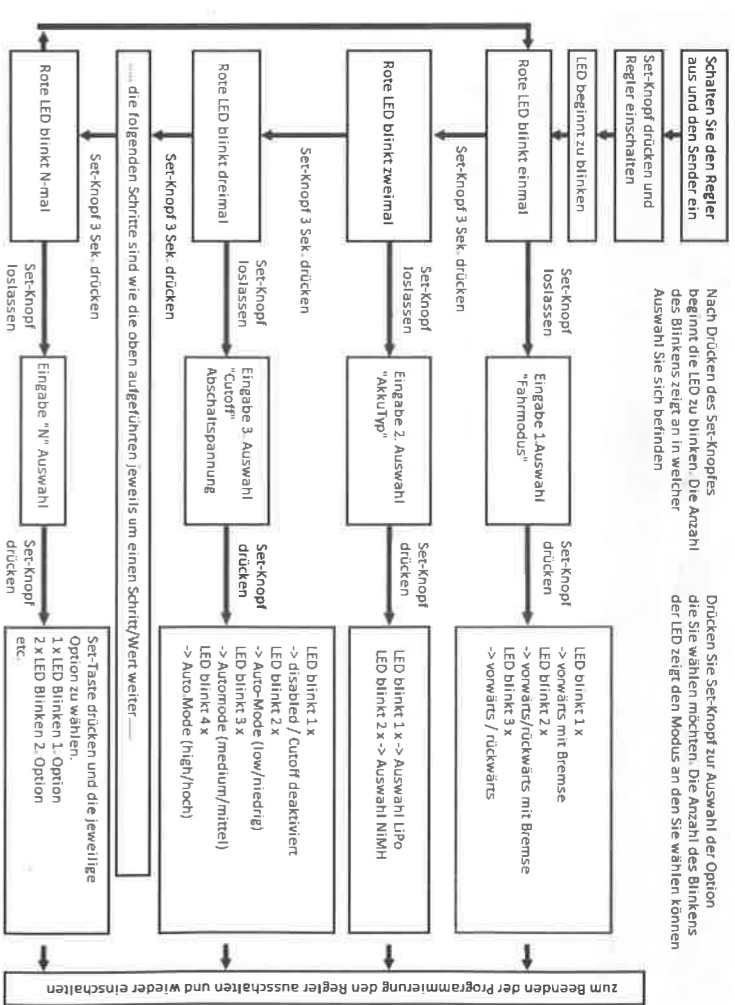 Schalten Sie den Regler
aus und den Sender ein
Set-Knopf drücken und
Regler einschalten
LED beginnt zu blinken
Nach Drücken des Set-Knopfes
beginnt die LED zu blinken. Die Anzahl
des Blinkens zeigt an in welcher
Auswahl Sie sich befinden
Drücken Sie Set-Knopf zur Auswahl der Option
die Sie wählen möchten. Die Anzahl des Blinkens
der LED zeigt den Modus an den Sie wählen können
Rote LED blinkt einmal
Set-Knopf
loslassen
Eingabe 1.Auswahl
"Fahrmodus"
Set-Knopf
drücken
LED blinkt 1 x
-> vorwärts mit Bremse
LED blinkt 2 x
-> vorwärts/rückwärts mit Bremse
LED blinkt 3 x
-> vorwärts / rückwärts
Set-Knopf 3 Sek. drücken
Rote LED blinkt zweimal
Set-Knopf
loslassen
Eingabe 2. Auswahl
"AkkuTyp"
Set-Knopf
drücken
LED blinkt 1 x -> Auswahl LiPo
LED blinkt 2 x -> Auswahl NiMH
Set-Knopf 3 Sek. drücken
Rote LED blinkt dreimal
Set-Knopf
loslassen
Eingabe 3. Auswahl
"Cutoff"
Abschaltspannung
Set-Knopf
drücken
LED blinkt 1 x
-> disabled / Cutoff deaktiviert
LED blinkt 2 x
-> Auto-Mode (low/niedrig)
LED blinkt 3 x
-> Automode (medium/mittel)
LED blinkt 4 x
-> Auto.Mode (high/hoch)
Set-Knopf 3 Sek. drücken
..... die folgenden Schritte sind wie die oben aufgeführten jeweils um einen Schritt/Wert weiter.....
Set-Knopf 3 Sek. drücken
Rote LED blinkt N-mal
Set-Knopf
loslassen
Eingabe "N" Auswahl
Set-Knopf
drücken
Set-Taste drücken und die jeweilige
Option zu wählen.
1 x LED Blinken 1. Option
2 x LED Blinken 2. Option
etc.
zum Beenden der Programmierung den Regler ausschalten und wieder einschalten